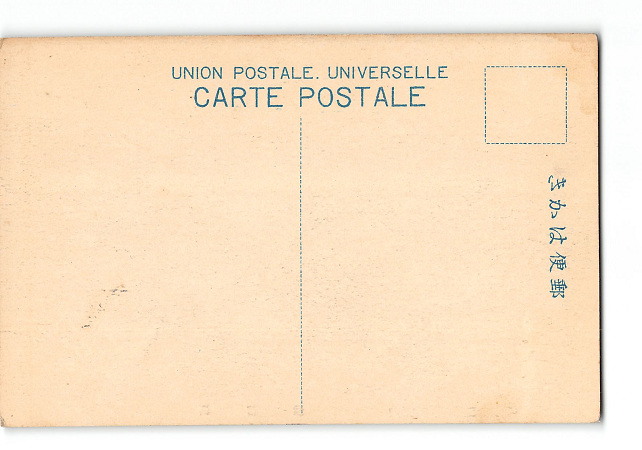 UNION POSTALE. UNIVERSELLE
CARTE POSTALE
きかは便郵